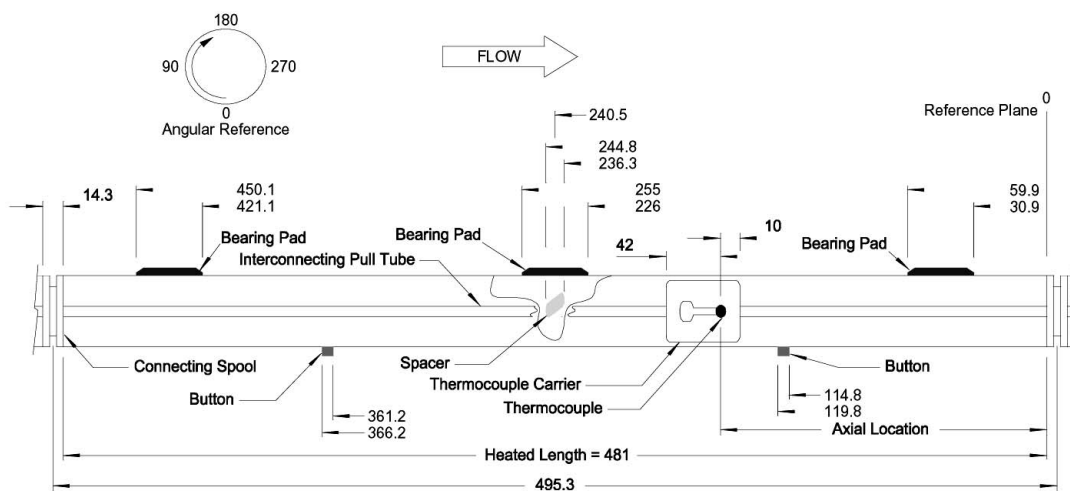 180
90
270
0
Angular Reference
FLOW
0
Reference Plane
240.5
244.8
236.3
14.3
450.1
421.1
255
226
59.9
30.9
10
42
Bearing Pad
Bearing Pad
Bearing Pad
Interconnecting Pull Tube
Connecting Spool
Spacer
Button
Thermocouple Carrier
Button
Thermocouple
361.2
366.2
114.8
119.8
Axial Location
Heated Length = 481
495.3